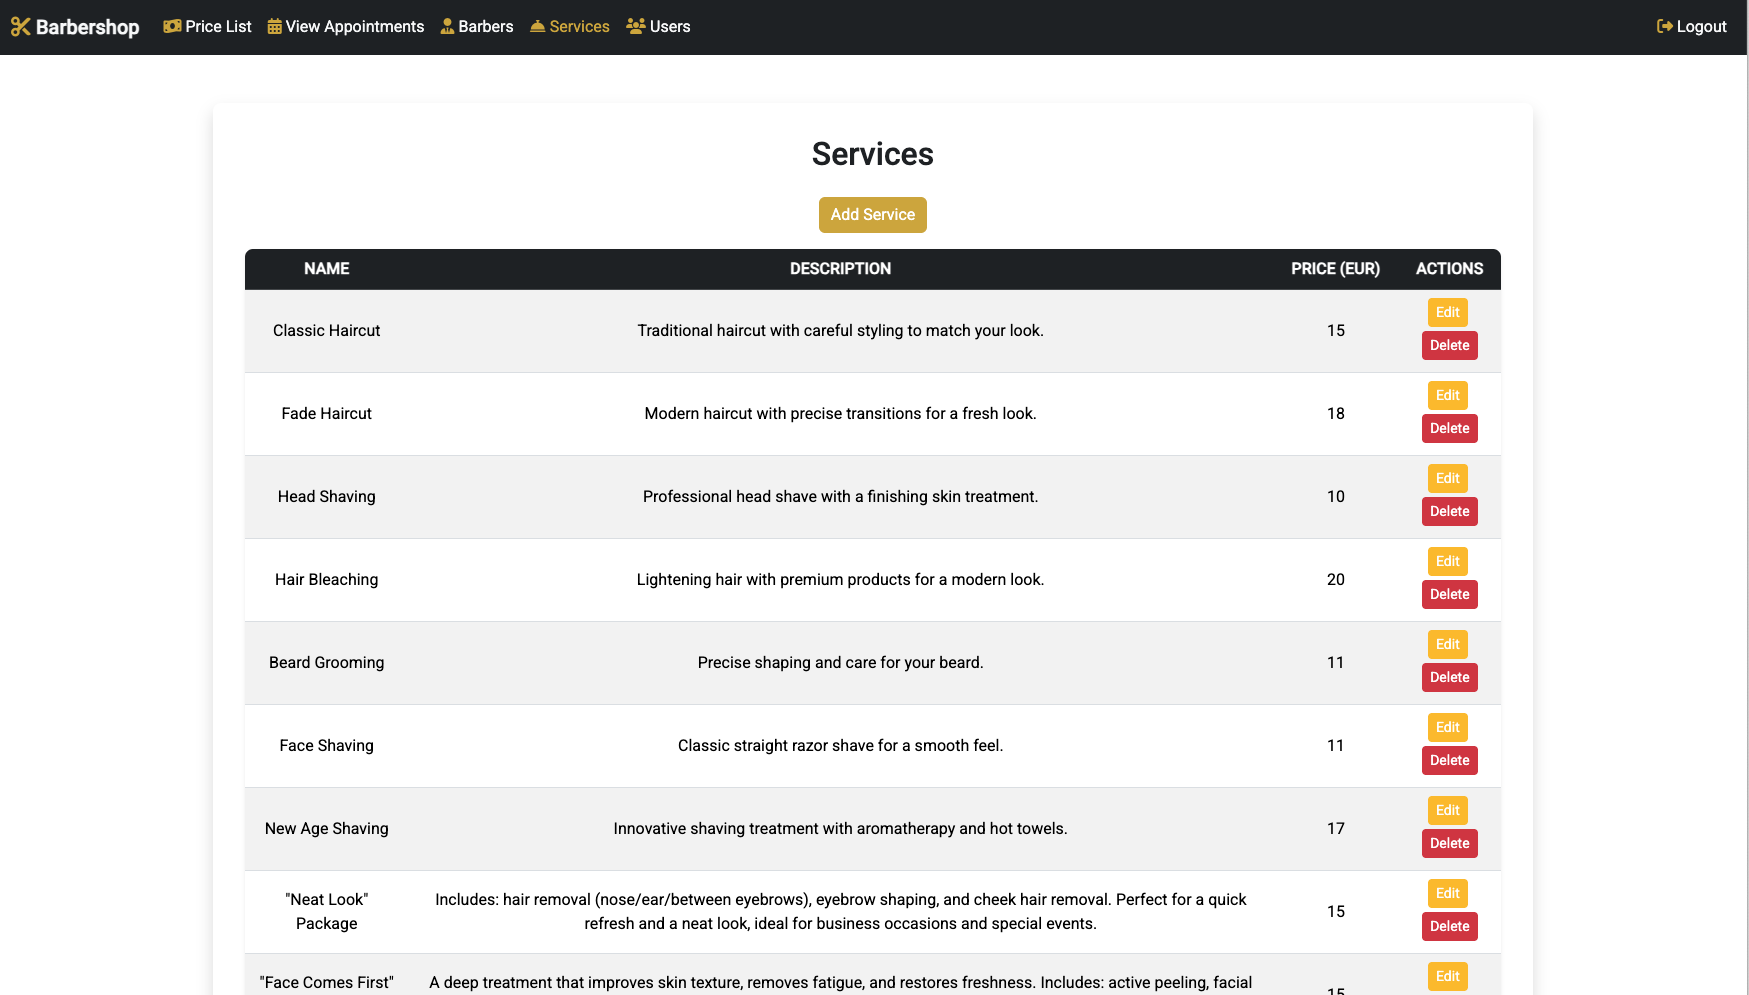 Barbershop Price List View Appointments Barbers Services Users Logout
Services
Add Service
NAME DESCRIPTION PRICE (EUR) ACTIONS
Classic Haircut Traditional haircut with careful styling to match your look. 15 Edit Delete
Fade Haircut Modern haircut with precise transitions for a fresh look. 18 Edit Delete
Head Shaving Professional head shave with a finishing skin treatment. 10 Edit Delete
Hair Bleaching Lightening hair with premium products for a modern look. 20 Edit Delete
Beard Grooming Precise shaping and care for your beard. 11 Edit Delete
Face Shaving Classic straight razor shave for a smooth feel. 11 Edit Delete
New Age Shaving Innovative shaving treatment with aromatherapy and hot towels. 17 Edit Delete
"Neat Look" Includes: hair removal (nose/ear/between eyebrows), eyebrow shaping, and cheek hair removal. Perfect for a quick 15 Edit
Package refresh and a neat look, ideal for business occasions and special events. Delete
"Face Comes First" A deep treatment that improves skin texture, removes fatigue, and restores freshness. Includes: active peeling, facial 15 Edit